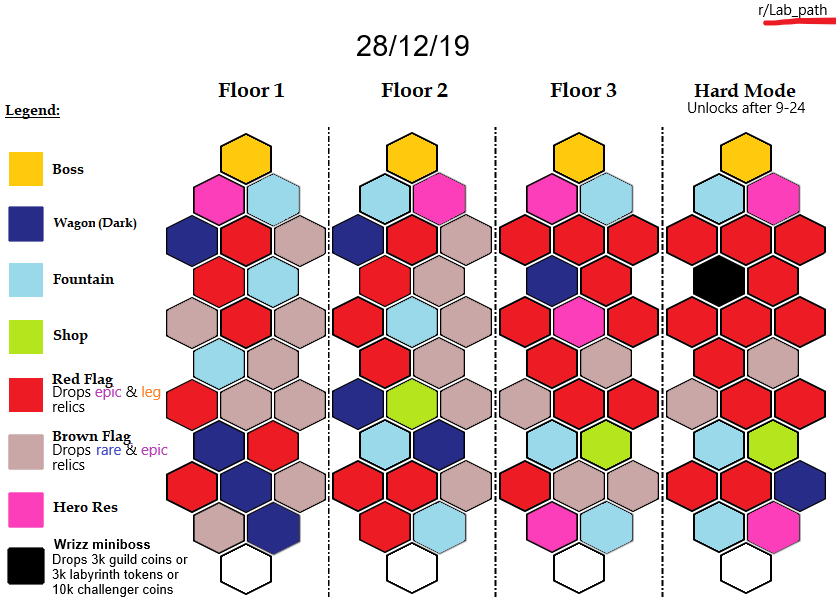 r/Lab_path
28/12/19
Floor 1
Floor 2
Floor 3
Hard Mode
Unlocks after 9-24
Legend:
Boss
Wagon (Dark)
Fountain
Shop
Red Flag
Drops epic & leg
relics
Brown Flag
Drops rare & epic
relics
Hero Res
Wrizz miniboss
Drops 3k guild coins or
3k labyrinth tokens or
10k challenger coins